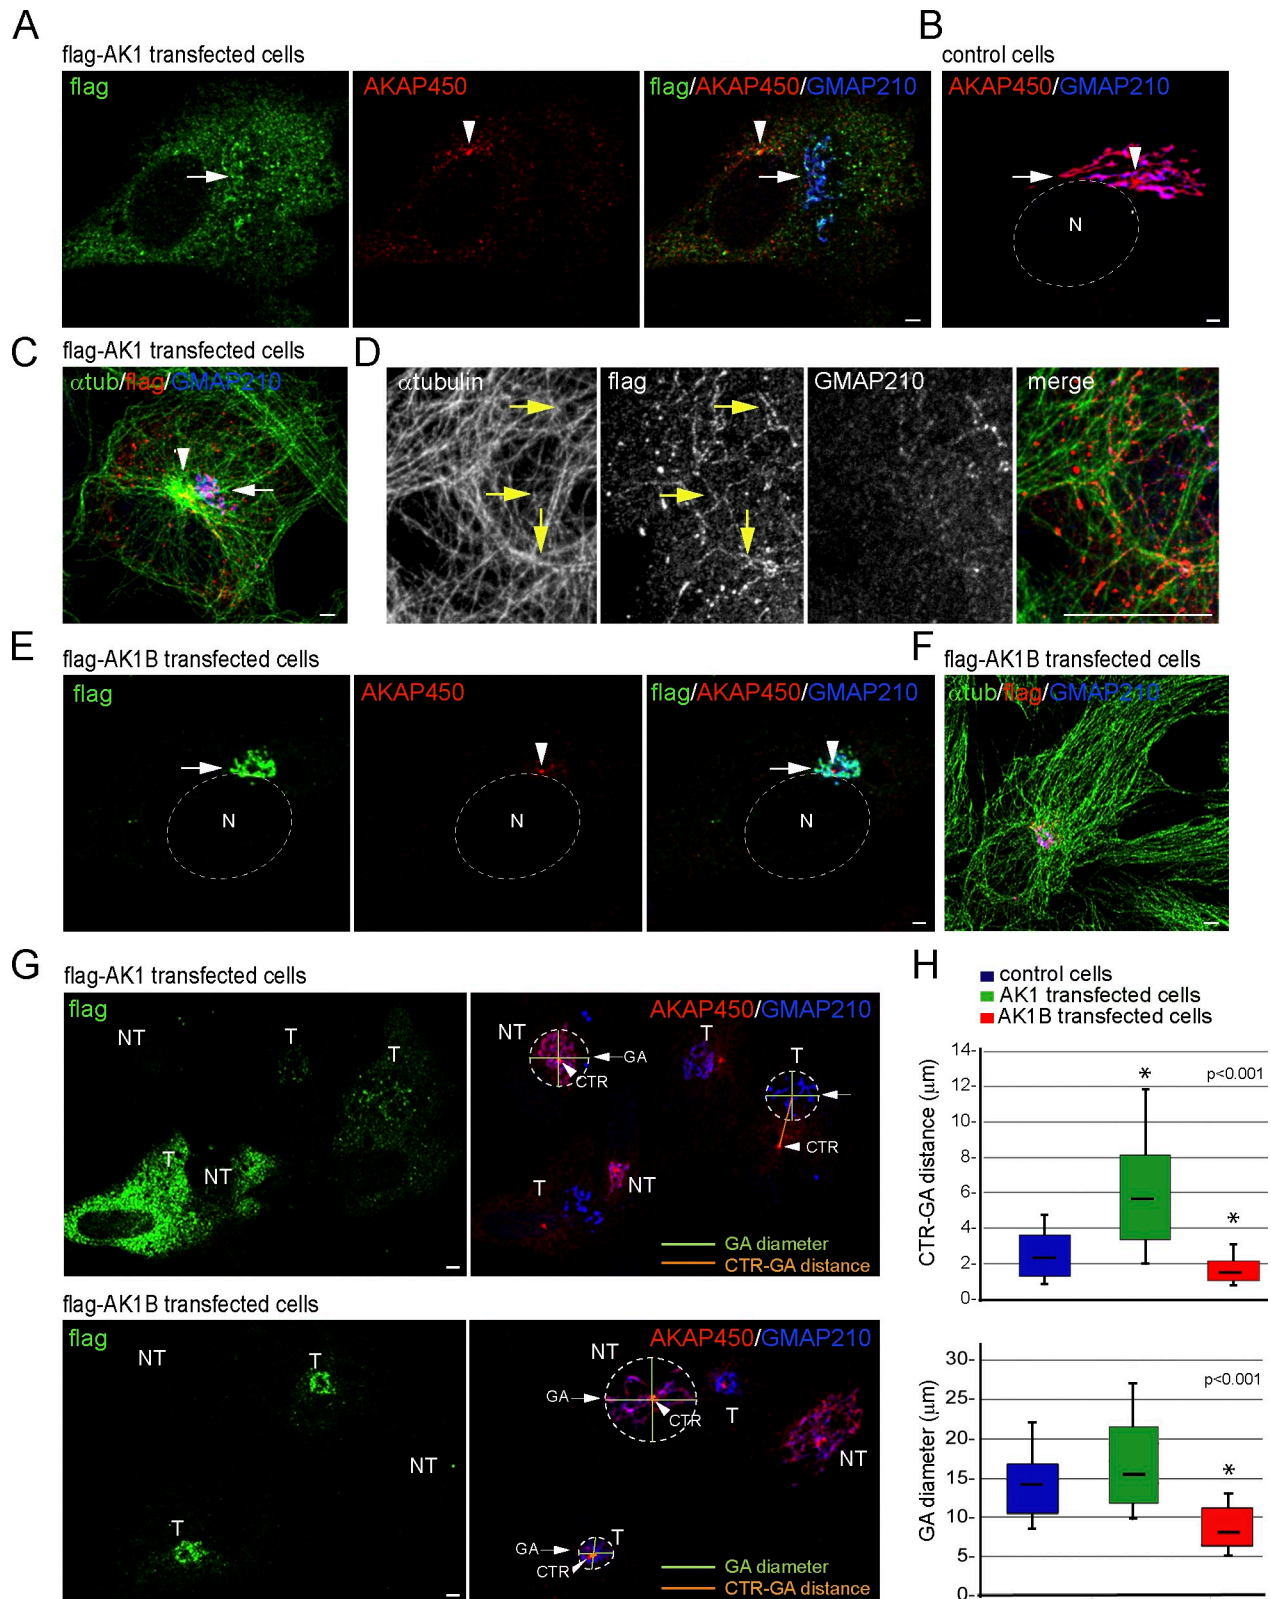 A
flag-AK1 transfected cells
flag
AKAP450
flag/AKAP450/GMAP210
B
control cells
AKAP450/GMAP210
N
C
flag-AK1 transfected cells
αtub/flag/GMAP210
D
αtubulin
flag
GMAP210
merge
E
flag-AK1B transfected cells
flag
N
AKAP450
N
flag/AKAP450/GMAP210
N
F
flag-AK1B transfected cells
αtub/flag/GMAP210
G
flag-AK1 transfected cells
flag
NT
T
T
T
NT
AKAP450/GMAP210
NT
GA
CTR
T
T
CTR
T
NT
GA diameter
CTR-GA distance
flag-AK1B transfected cells
flag
NT
T
NT
T
AKAP450/GMAP210
NT
GA
CTR
T
NT
T
GA
CTR
GA diameter
CTR-GA distance
H
control cells
AK1 transfected cells
AK1B transfected cells
CTR-GA distance (μm)
14-
12-
10-
8-
6-
4-
2-
0-
*
*
p<0.001
GA diameter (μm)
30-
25-
20-
15-
10-
5-
0-
*
p<0.001